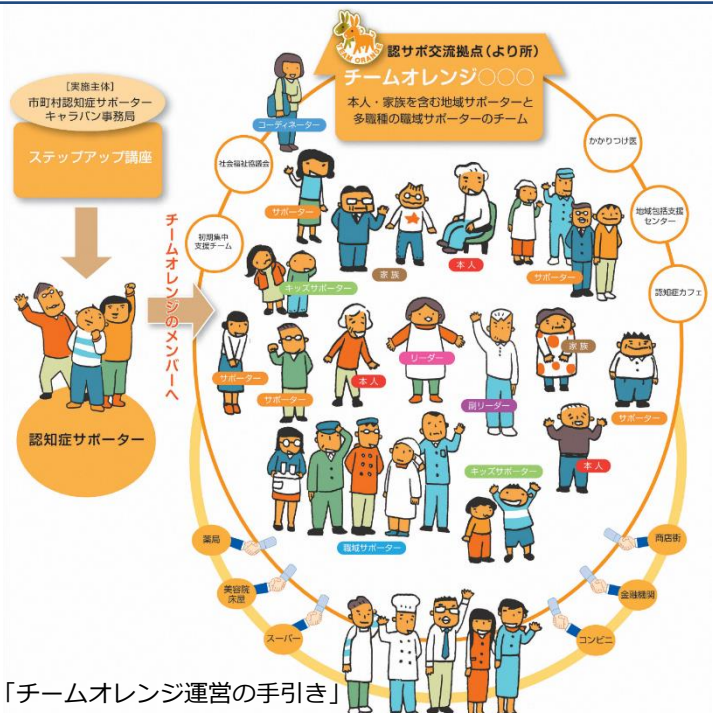 TEAM ORANGE
認サポ交流拠点（より所）
チームオレンジ○○○
本人・家族を含む地域サポーターと
多職種の職域サポーターのチーム
［実施主体］
市町村認知症サポーター
キャラバン事務局
ステップアップ講座
チームオレンジのメンバーへ
認知症サポーター
コーディネーター
社会福祉協議会
初期集中
支援チーム
かかりつけ医
地域包括支援
センター
認知症カフェ
サポーター
家族
本人
サポーター
キッズサポーター
サポーター
サポーター
本人
リーダー
副リーダー
家族
サポーター
本人
キッズサポーター
職域サポーター
薬局
美容院
床屋
スーパー
商店街
金融機関
コンビニ
「チームオレンジ運営の手引き」